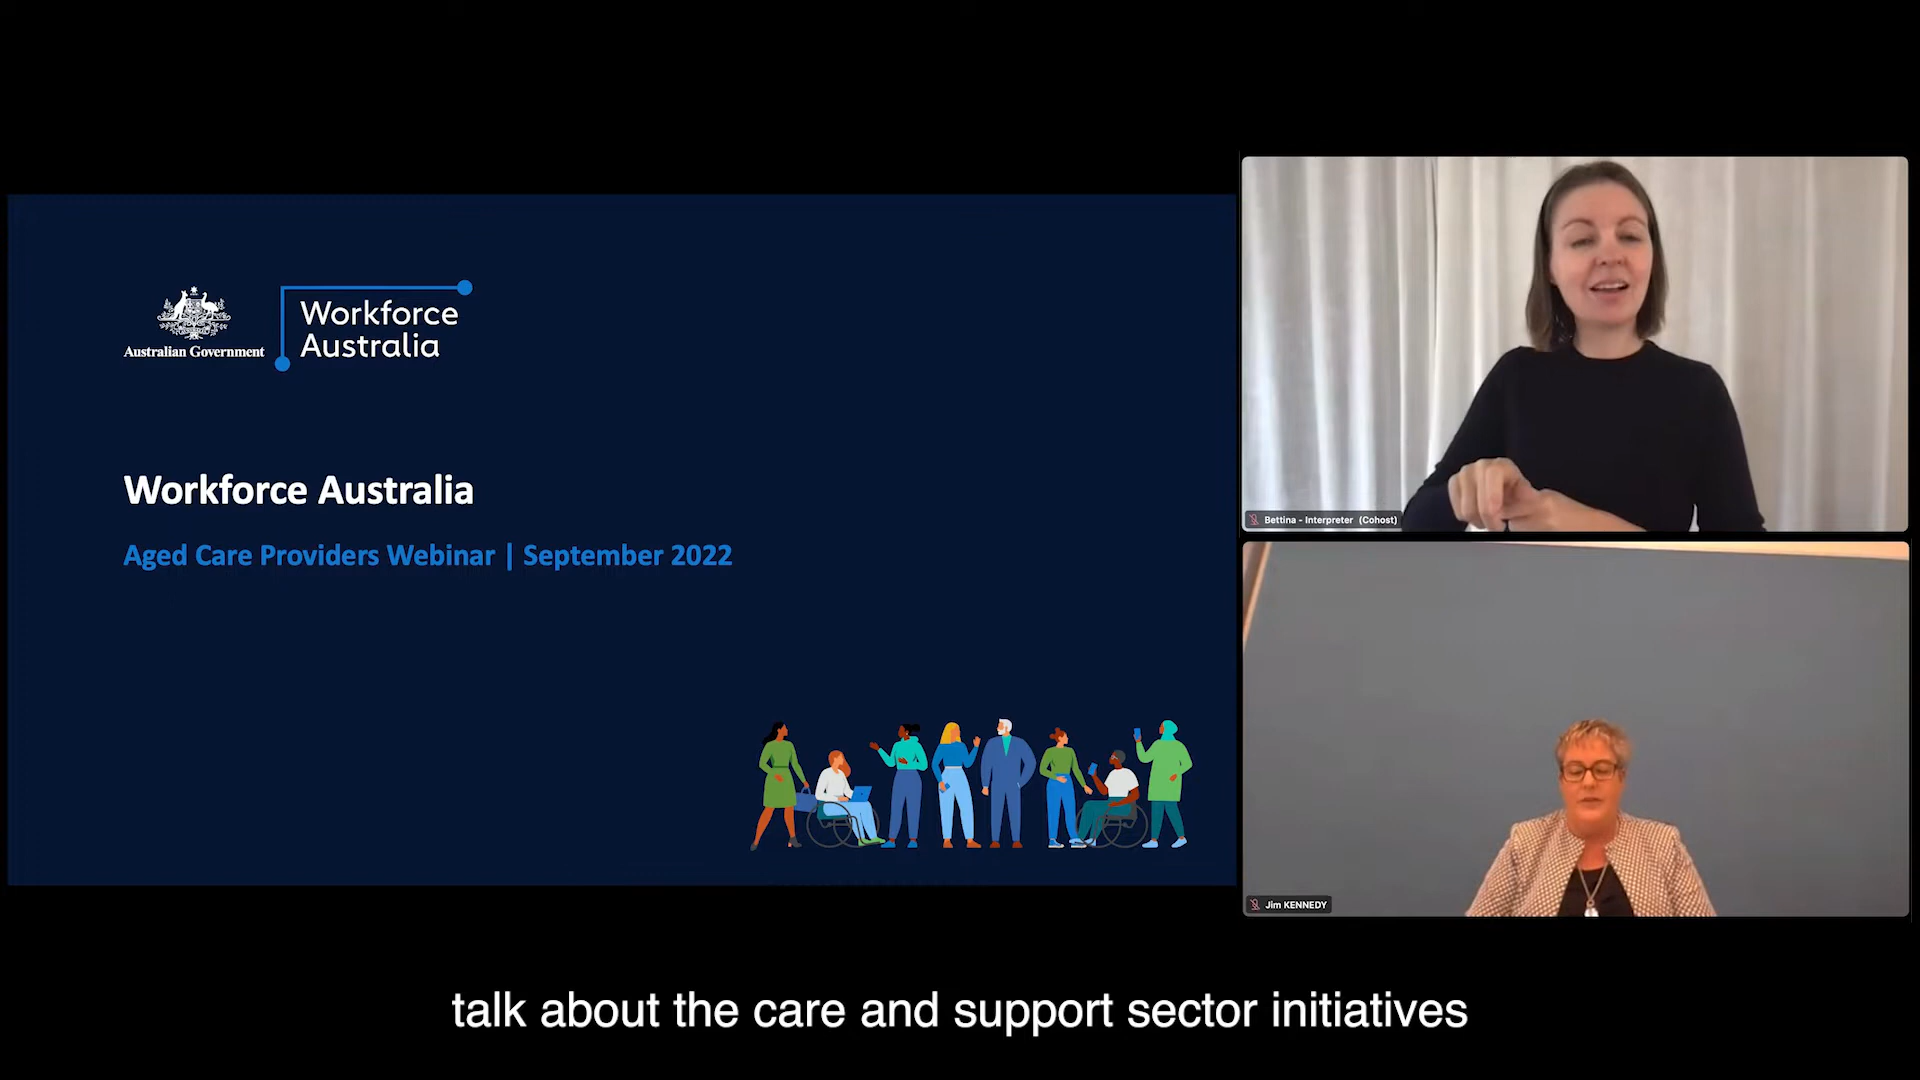 Australian Government
Workforce
Australia
Workforce Australia
Aged Care Providers Webinar | September 2022
Bettina - Interpreter (Cohost)
Jim KENNEDY
talk about the care and support sector initiatives